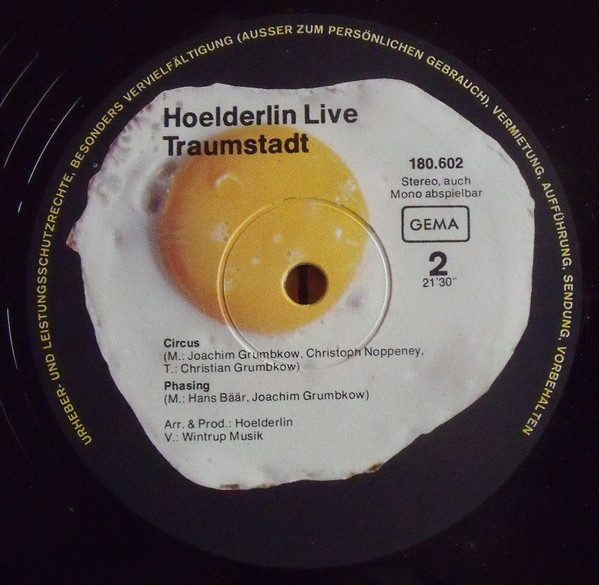 URHEBER- UND LEISTUNGSSCHUTZRECHTE, BESONDERS VERVIELFÄLTIGUNG (AUSSER ZUM PERSÖNLICHEN GEBRAUCH), VERMIETUNG, AUFFÜHRUNG, SENDUNG, VORBEHALTEN
Hoelderlin Live
Traumstadt
180.602
Stereo, auch
Mono abspielbar
GEMA
2
21'30"
Circus
(M.: Joachim Grumbkow, Christoph Noppeney,
T.: Christian Grumbkow)
Phasing
(M.: Hans Bäär, Joachim Grumbkow)
Arr. & Prod.: Hoelderlin
V.: Wintrup Musik